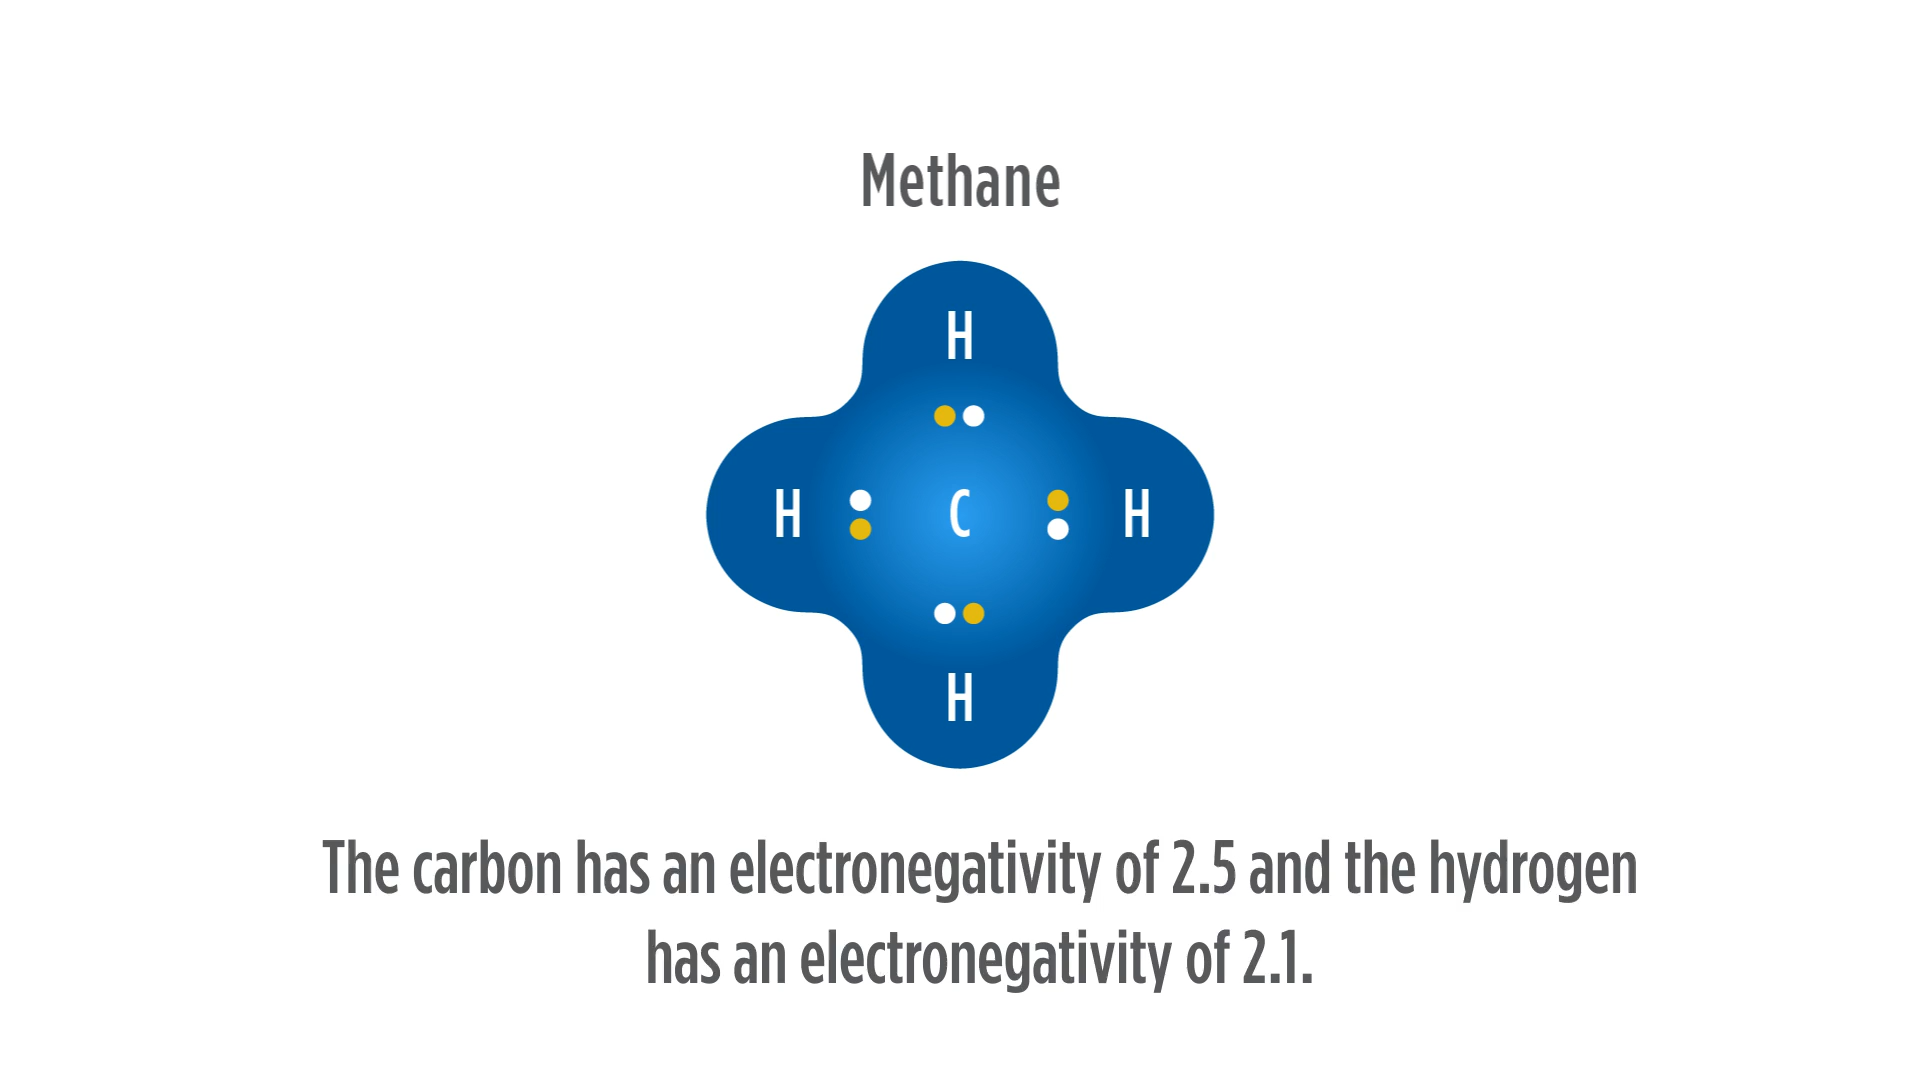 Methane
H
H C H
H
The carbon has an electronegativity of 2.5 and the hydrogen
has an electronegativity of 2.1.